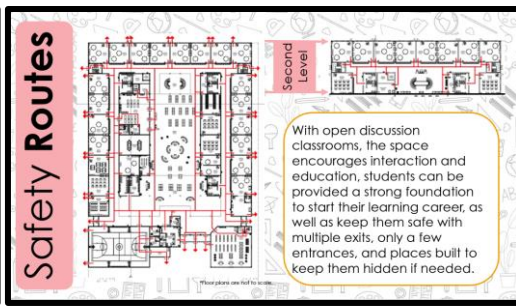 Safety Routes
Second
Level
With open discussion
classrooms, the space
encourages interaction and
education, students can be
provided a strong foundation
to start their learning career, as
well as keep them safe with
multiple exits, only a few
entrances, and places built to
keep them hidden if needed.
*Floor plans are not to scale